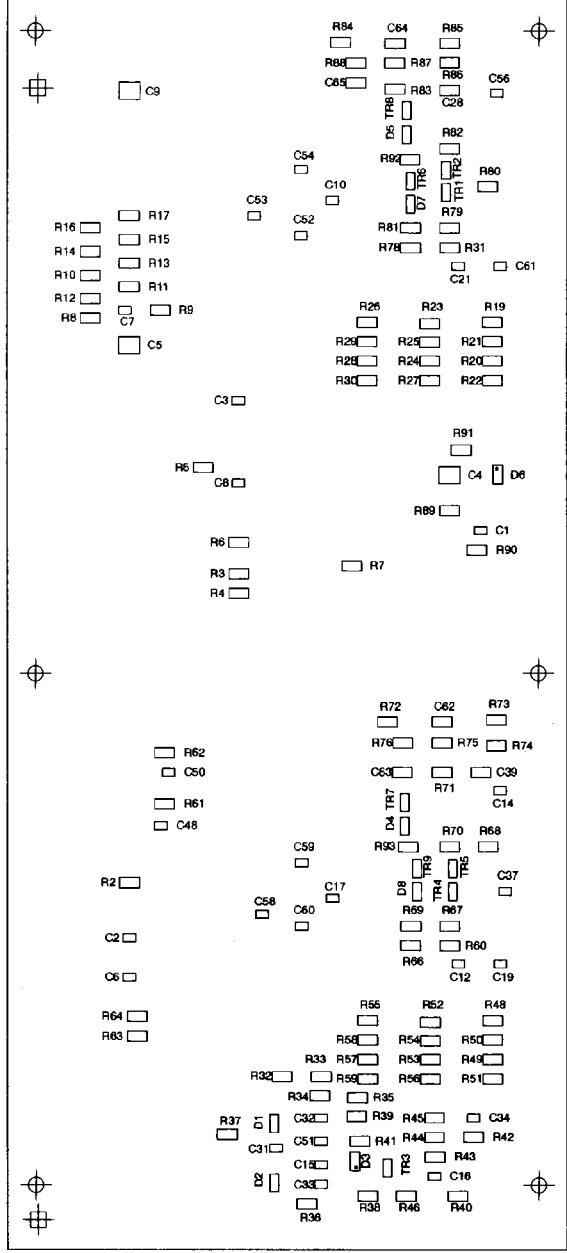 R84 C64 R85
R88 R87
R86
C65 R83 C56
C9 C28
TR8
D5
R82
R92
C54 TR6 TR2 R80
C10 D7 TR1
C53
R17 C52 R81 R79
R16
R15
R14 R78 R31
R13
R10 C21 C61
R11
R12
R8 C7 R9 R26 R23 R19
C5 R29 R25 R21
R28 R24 R20
R30 R27 R22
C3
R91
R5 C4 D6
C8
R89
C1
R6 R90
R7
R3
R4
R72 C62 R73
R76 R75 R74
R62
C50 C63 R71 C39
C14
R61 TR7
C48 D4
C59 R93 R70 R68
TR9 TR5
R2 C17 D8 TR4 C37
C58
C60 R69 R67
C2
R66 R60
C6 C12 C19
R55 R52 R48
R64
R63 R58 R54 R50
R33 R57 R53 R49
R32 R59 R56 R51
R34 R35
R37 D1 C32 R39 R45 C34
C51 R41 R44 R42
C31
C15 D3 TR3 R43
D2 C33 C16
R36 R38 R46 R40